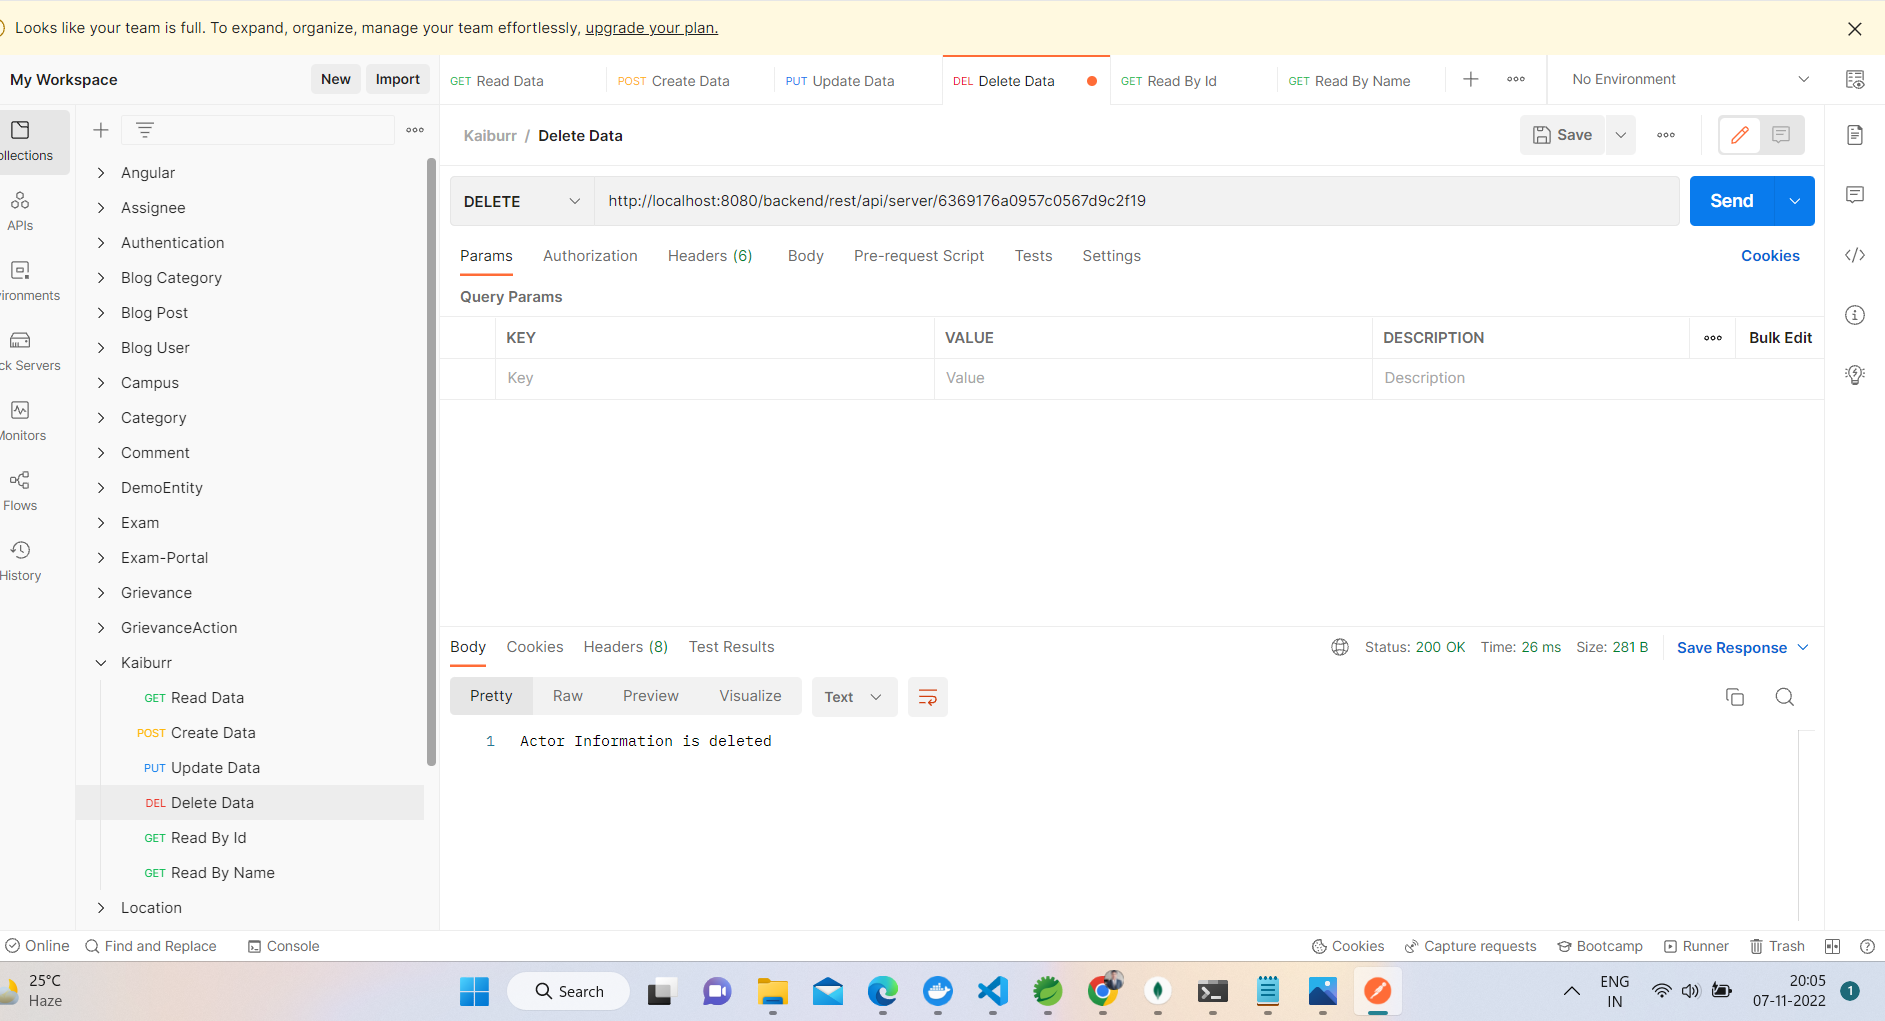 Looks like your team is full. To expand, organize, manage your team effortlessly, upgrade your plan.
My Workspace
New
Import
GET Read Data
POST Create Data
PUT Update Data
DEL Delete Data
GET Read By Id
GET Read By Name
No Environment
ollections
APIs
ironments
ck Servers
Monitors
Flows
History
Angular
Assignee
Authentication
Blog Category
Blog Post
Blog User
Campus
Category
Comment
DemoEntity
Exam
Exam-Portal
Grievance
GrievanceAction
Kaiburr
GET Read Data
POST Create Data
PUT Update Data
DEL Delete Data
GET Read By Id
GET Read By Name
Location
Kaiburr / Delete Data
Save
DELETE
http://localhost:8080/backend/rest/api/server/6369176a0957c0567d9c2f19
Send
Params Authorization Headers (6) Body Pre-request Script Tests Settings
Cookies
Query Params
KEY VALUE DESCRIPTION
Bulk Edit
Key Value Description
Body Cookies Headers (8) Test Results
Status: 200 OK Time: 26 ms Size: 281 B
Save Response
Pretty Raw Preview Visualize
Text
1 Actor Information is deleted
Online Find and Replace Console
Cookies Capture requests Bootcamp Runner Trash
25°C
Haze
Search
ENG
IN
20:05
07-11-2022
1